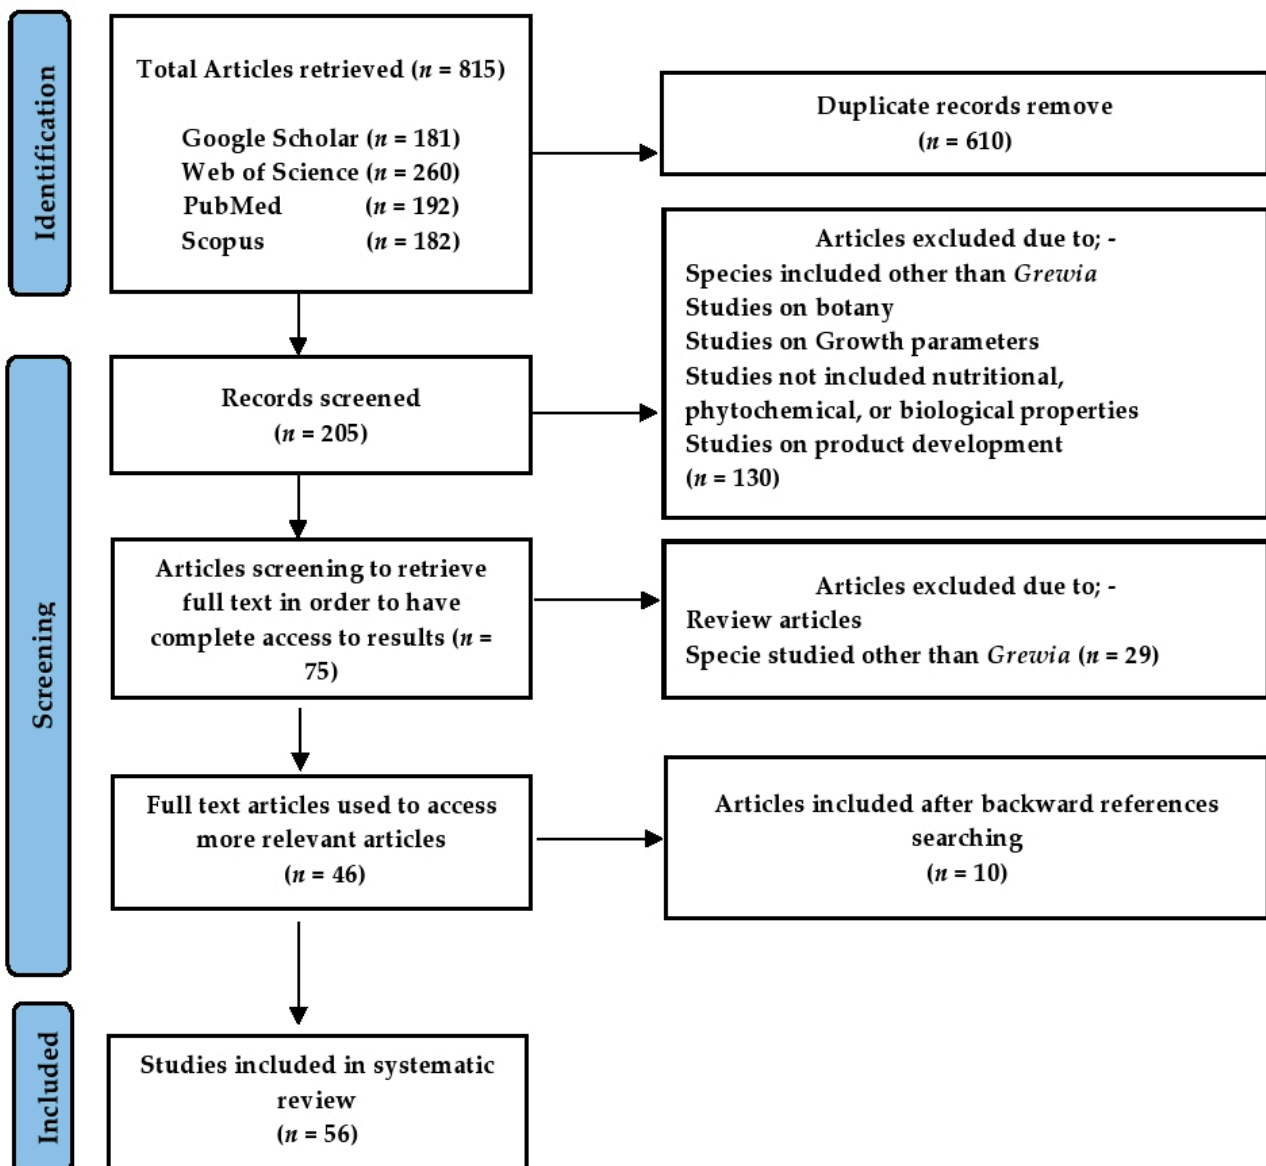 Identification
Total Articles retrieved (n = 815)
Google Scholar (n = 181)
Web of Science (n = 260)
PubMed (n = 192)
Scopus (n = 182)
Duplicate records remove
(n = 610)
Screening
Records screened
(n = 205)
Articles excluded due to; -
Species included other than Grewia
Studies on botany
Studies on Growth parameters
Studies not included nutritional,
phytochemical, or biological properties
Studies on product development
(n = 130)
Articles screening to retrieve
full text in order to have
complete access to results (n =
75)
Articles excluded due to; -
Review articles
Specie studied other than Grewia (n = 29)
Full text articles used to access
more relevant articles
(n = 46)
Articles included after backward references
searching
(n = 10)
Included
Studies included in systematic
review
(n = 56)